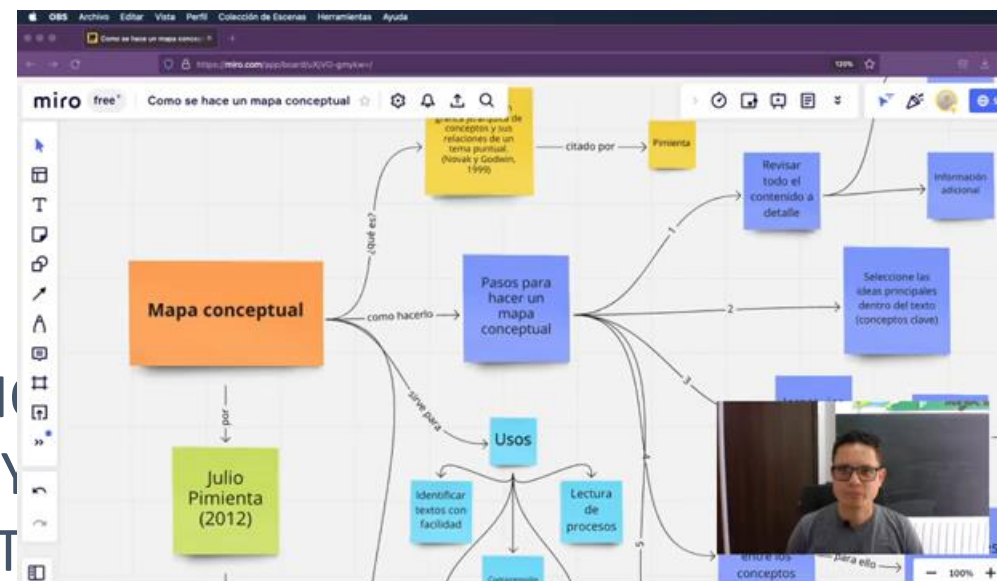 OBS Archivo Editar Vista Perfil Colección de Escenas Herramientas Ayuda
Como se hace un mapa concep
120%
miro free Como se hace un mapa conceptual
gráfica jerárquica de
conceptos y sus
relaciones de un
tema puntual.
(Novak y Godwin,
1999)
citado por
Pimienta
Revisar
todo el
contenido a
detalle
Información
adicional
¿qué es?
1
Mapa conceptual
como hacerlo
Pasos para
hacer un
mapa
conceptual
2
Seleccione las
ideas principales
dentro del texto
(conceptos clave)
3
sirve para
por
Usos
4
Julio
Pimienta
(2012)
Identificar
textos con
facilidad
Lectura
de
procesos
5
entre los
conceptos
para ello
100%
Y
T